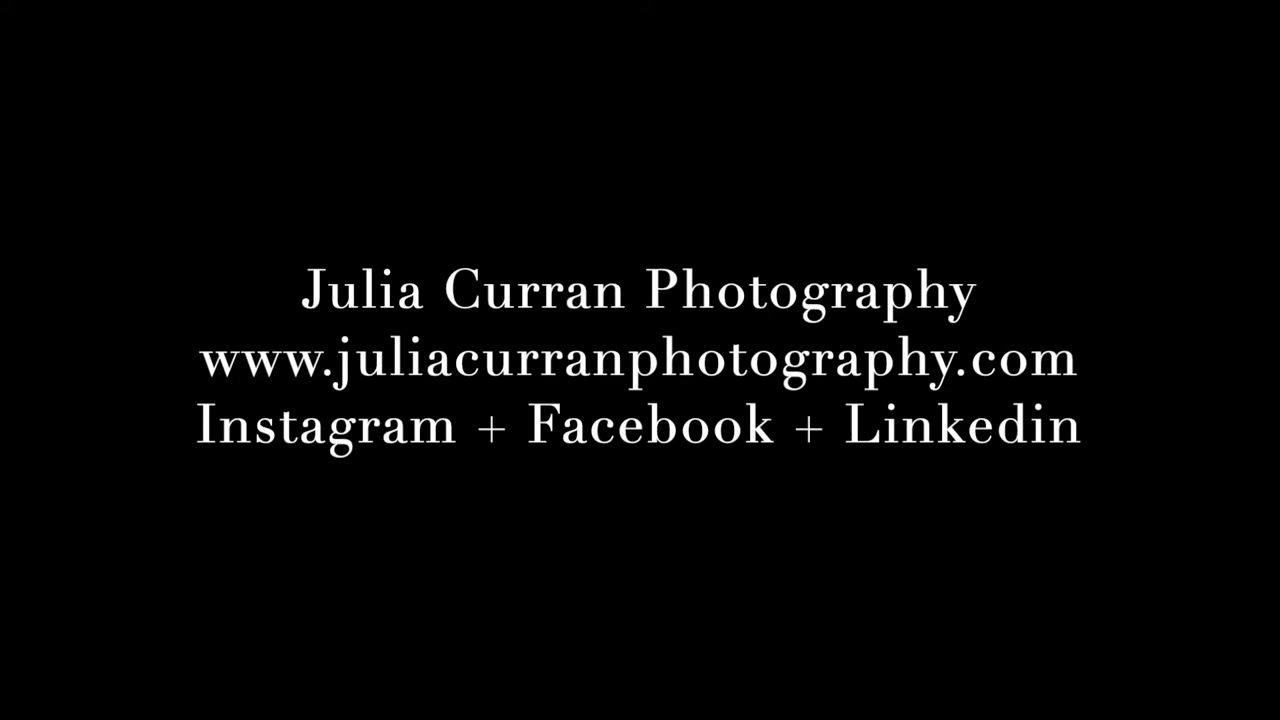 Julia Curran Photography
www.juliacurranphotography.com
Instagram + Facebook + Linkedin